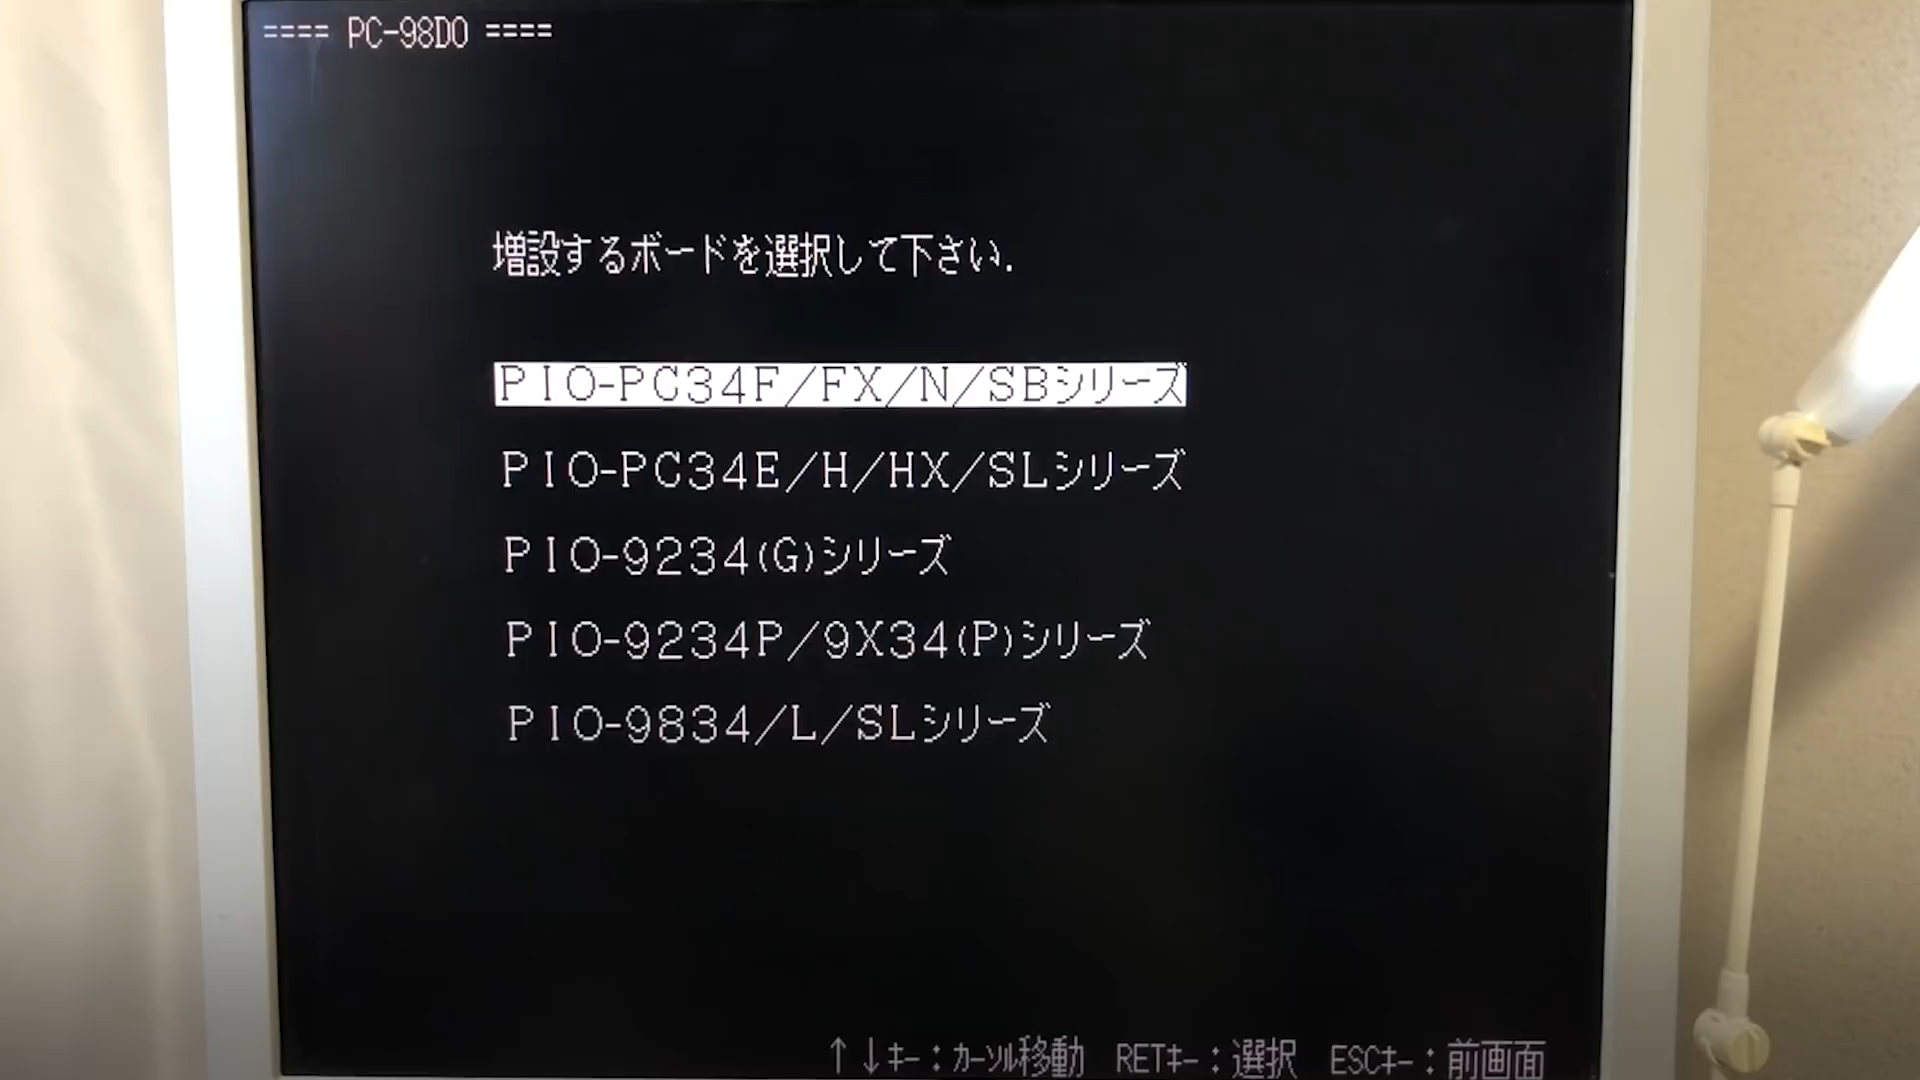 ==== PC-98DO ====
増設するボードを選択して下さい.
PIO-PC34F/FX/N/SBシリーズ
PIO-PC34E/H/HX/SLシリーズ
PIO-9234(G)シリーズ
PIO-9234P/9X34(P)シリーズ
PIO-9834/L/SLシリーズ
↑↓ｷｰ:ｶｰｿﾙ移動 RETｷｰ:選択 ESCｷｰ:前画面